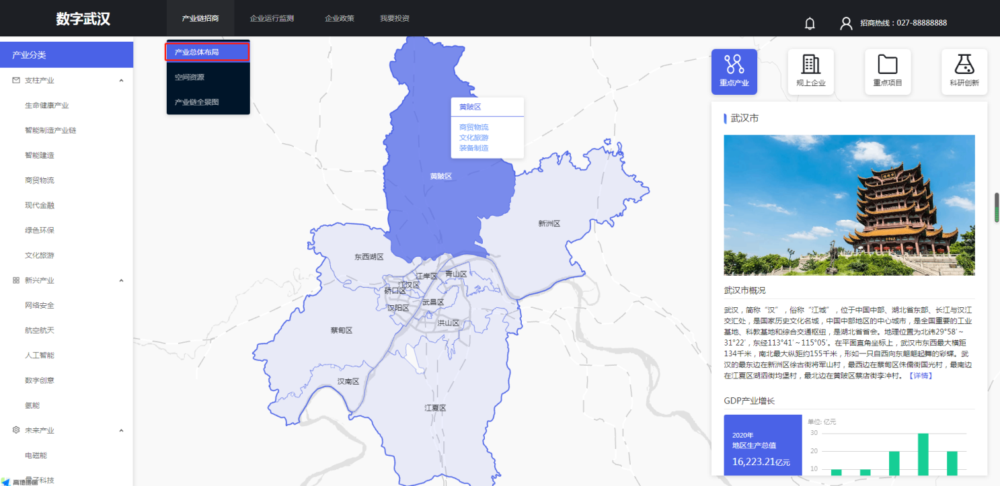 数字武汉
产业链招商
企业运行监测
企业政策
我要投资
招商热线：027-88888888
产业分类
支柱产业
生命健康产业
智能制造产业链
智能建造
商贸物流
现代金融
绿色环保
文化旅游
新兴产业
网络安全
航空航天
人工智能
数字创意
氢能
未来产业
电磁能
量子科技
高德地图
产业总体布局
空间资源
产业链全景图
黄陂区
商贸物流
文化旅游
装备制造
黄陂区
新洲区
东西湖区
江岸区
青山区
江汉区
硚口区
武昌区
汉阳区
洪山区
蔡甸区
汉南区
江夏区
重点产业
规上企业
重点项目
科研创新
武汉市
武汉市概况
武汉，简称“汉”，俗称“江城”，位于中国中部、湖北省东部、长江与汉江
交汇处，是国家历史文化名城，中国中部地区的中心城市，是全国重要的工业
基地、科教基地和综合交通枢纽，是湖北省省会。地理位置为北纬29°58′～
31°22′，东经113°41′～115°05′。在平面直角坐标上，武汉市东西最大横距
134千米，南北最大纵距约155千米，形如一只自西向东翩翩起舞的彩蝶。武
汉的最东边在新洲区徐古街将军山村，最西边在蔡甸区侏儒街国光村，最南边
在江夏区湖泗街均堡村，最北边在黄陂区蔡店街李冲村。【详情】
GDP产业增长
2020年
地区生产总值
16,223.21亿元
单位: 亿元
30
20
10